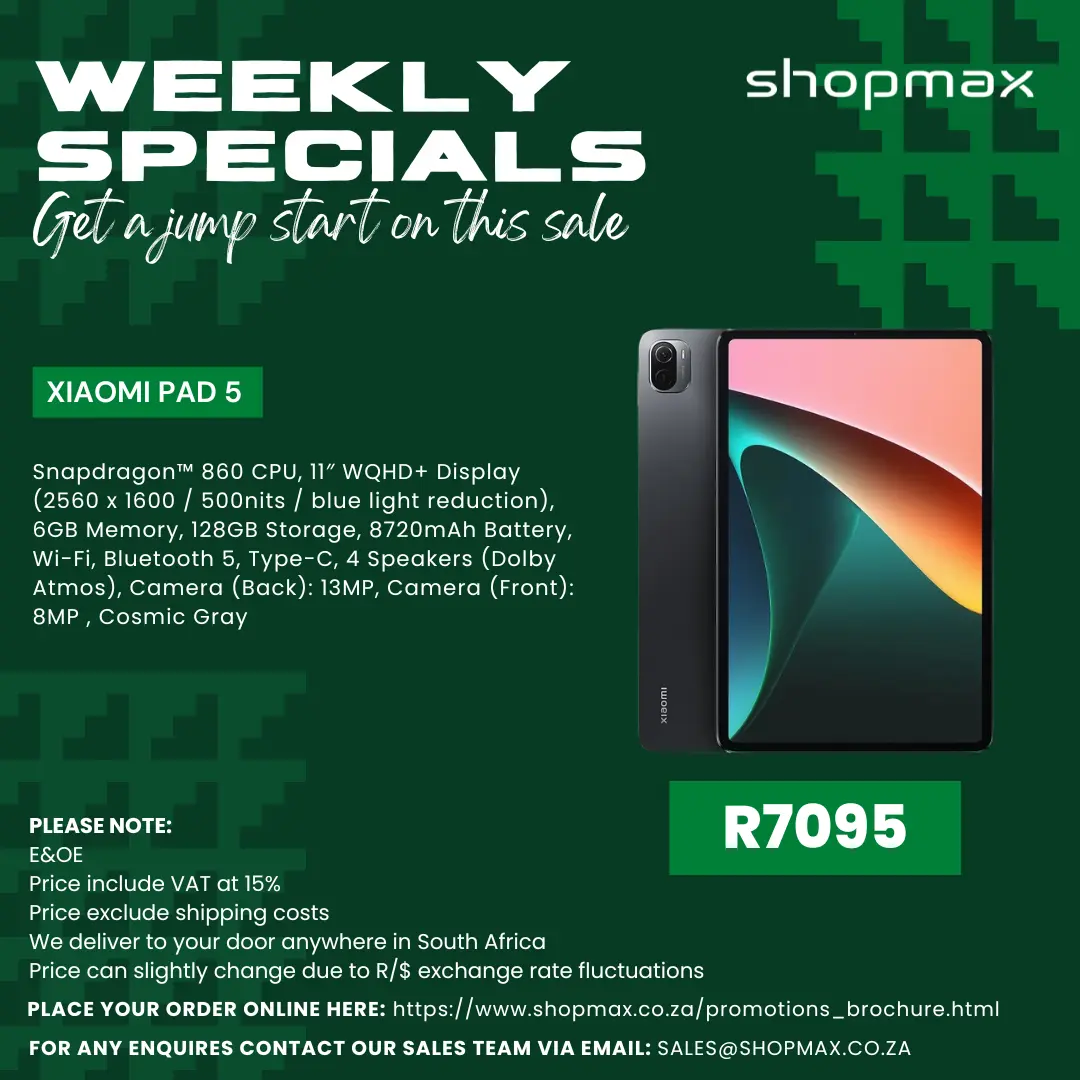 WEEKLY
SPECIALS
Get a jump start on this sale
shopmax
XIAOMI PAD 5
Snapdragon™ 860 CPU, 11″ WQHD+ Display
(2560 x 1600 / 500nits / blue light reduction),
6GB Memory, 128GB Storage, 8720mAh Battery,
Wi-Fi, Bluetooth 5, Type-C, 4 Speakers (Dolby
Atmos), Camera (Back): 13MP, Camera (Front):
8MP , Cosmic Gray
xiaomi
R7095
PLEASE NOTE:
E&OE
Price include VAT at 15%
Price exclude shipping costs
We deliver to your door anywhere in South Africa
Price can slightly change due to R/$ exchange rate fluctuations
PLACE YOUR ORDER ONLINE HERE: https://www.shopmax.co.za/promotions_brochure.html
FOR ANY ENQUIRES CONTACT OUR SALES TEAM VIA EMAIL: SALES@SHOPMAX.CO.ZA